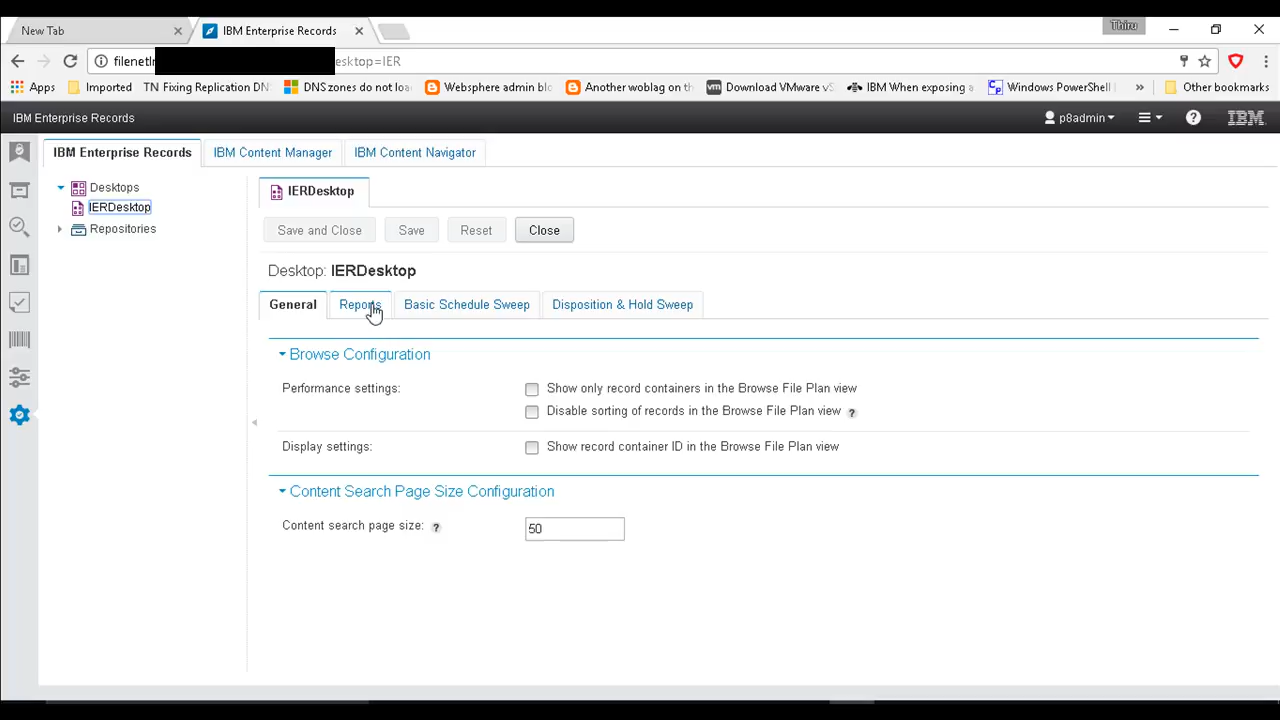 New Tab
IBM Enterprise Records
Thiru
filenetIr
esktop=IER
Apps
Imported
TN Fixing Replication DN
DNS zones do not loa
Websphere admin blo
Another woblag on th
vm Download VMware vS
IBM When exposing a
Cp Windows PowerShell
»
Other bookmarks
IBM Enterprise Records
p8admin
?
IBM
IBM Enterprise Records
IBM Content Manager
IBM Content Navigator
Desktops
IERDesktop
Repositories
IERDesktop
Save and Close
Save
Reset
Close
Desktop: IERDesktop
General
Reports
Basic Schedule Sweep
Disposition & Hold Sweep
Browse Configuration
Performance settings:
Show only record containers in the Browse File Plan view
Disable sorting of records in the Browse File Plan view ?
Display settings:
Show record container ID in the Browse File Plan view
Content Search Page Size Configuration
Content search page size: ?
50